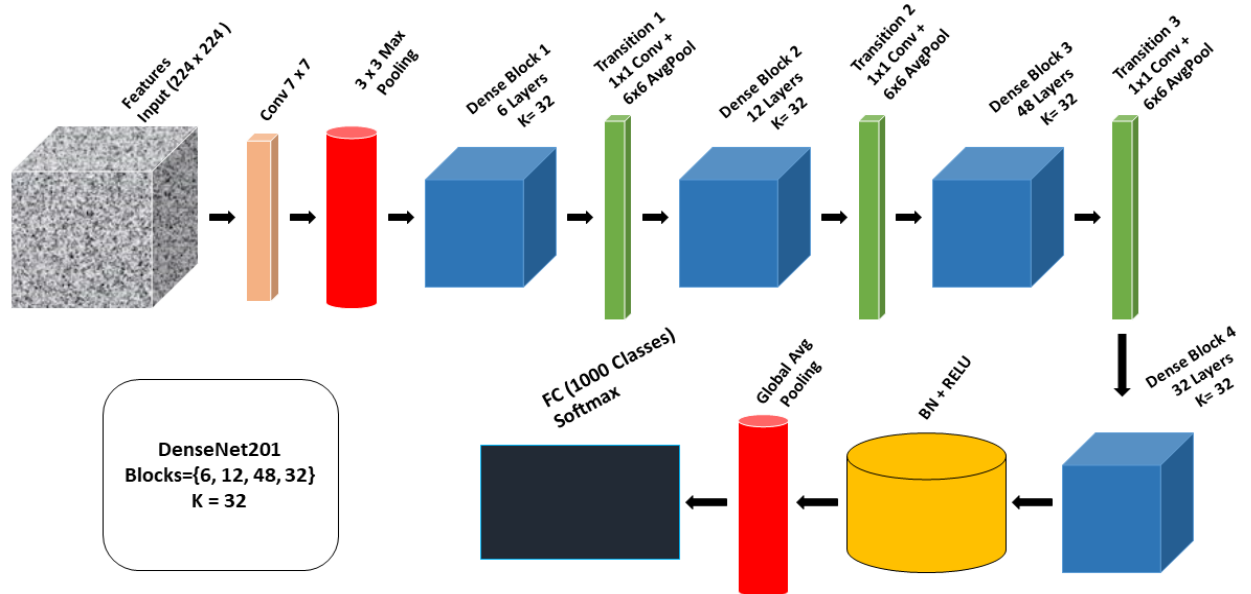 Features
Input (224 x 224 )
Conv 7 x 7
3 x 3 Max
Pooling
Dense Block 1
6 Layers
K= 32
Transition 1
1x1 Conv +
6x6 AvgPool
Dense Block 2
12 Layers
K= 32
Transition 2
1x1 Conv +
6x6 AvgPool
Dense Block 3
48 Layers
K= 32
Transition 3
1x1 Conv +
6x6 AvgPool
Dense Block 4
32 Layers
K= 32
BN + RELU
Global Avg
Pooling
FC (1000 Classes)
Softmax
DenseNet201
Blocks={6, 12, 48, 32}
K = 32